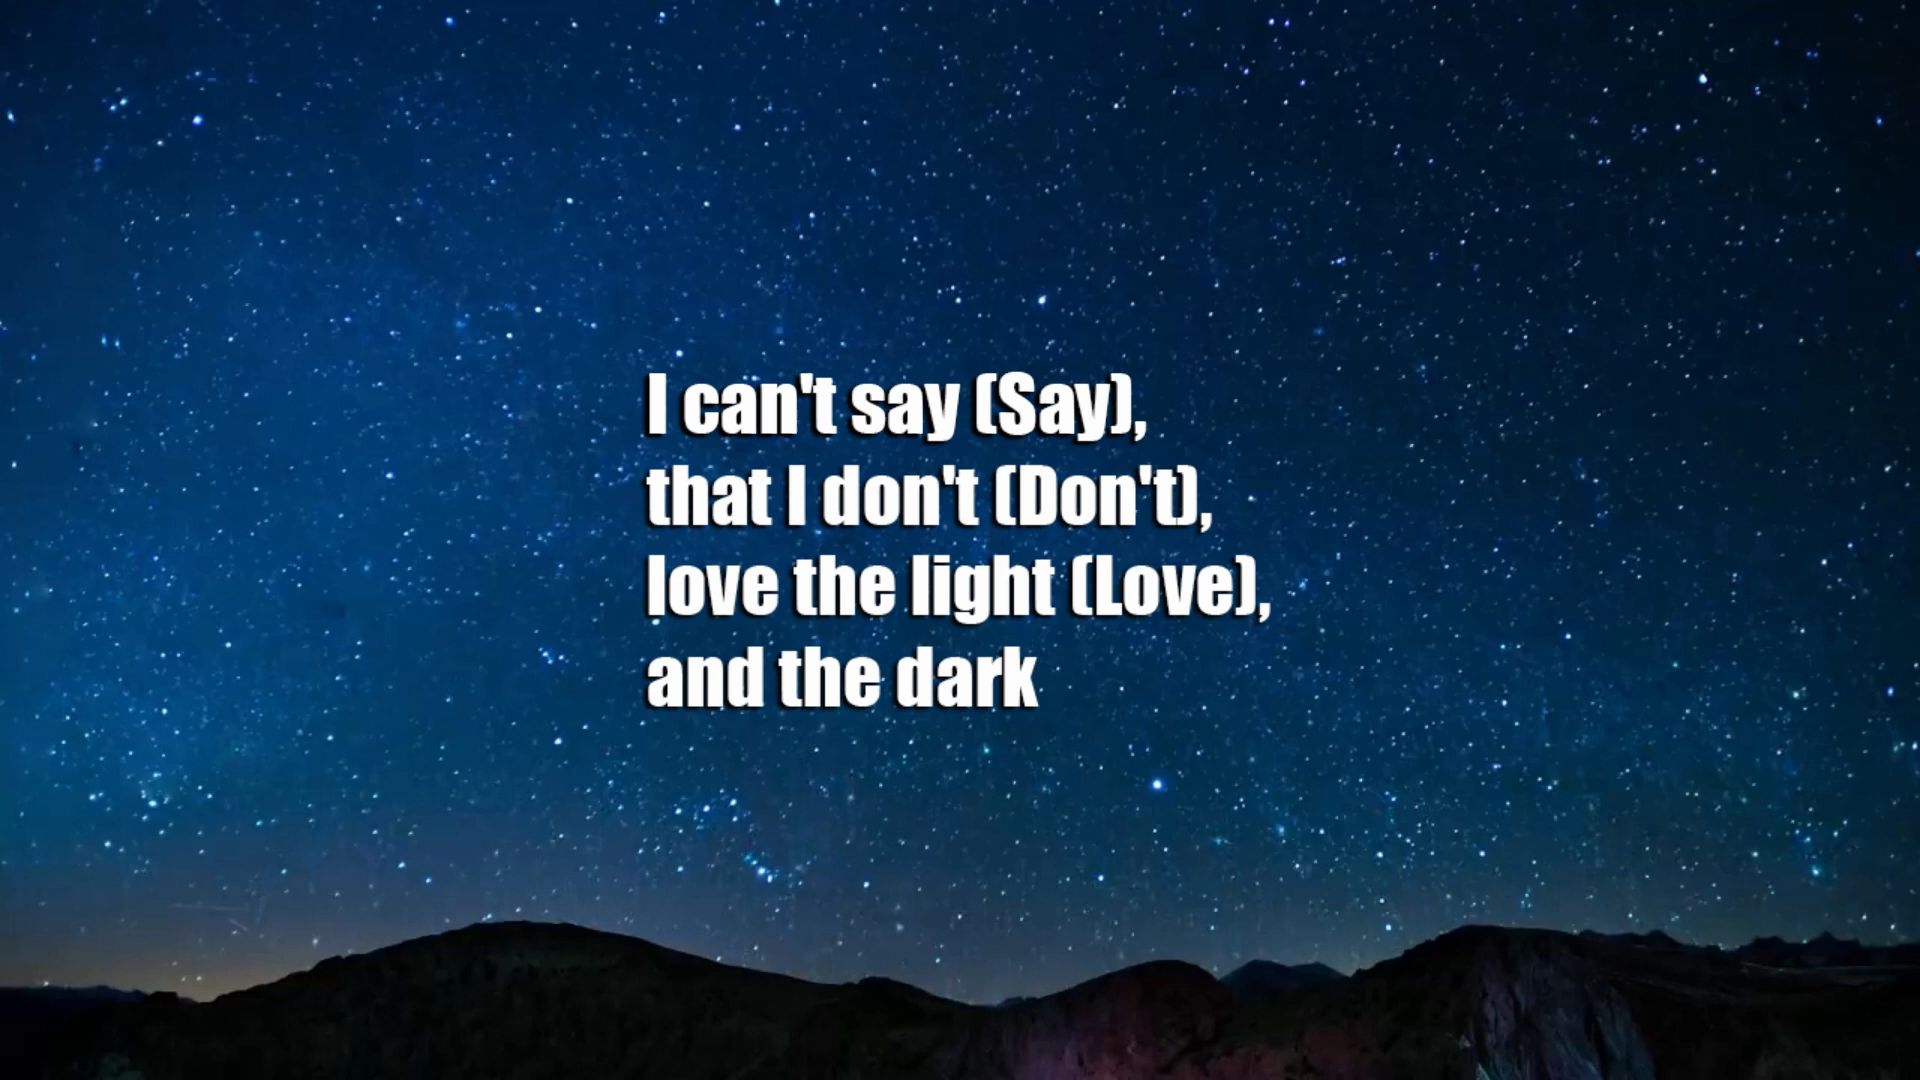 I can't say (Say),
that I don't (Don't),
love the light (Love),
and the dark